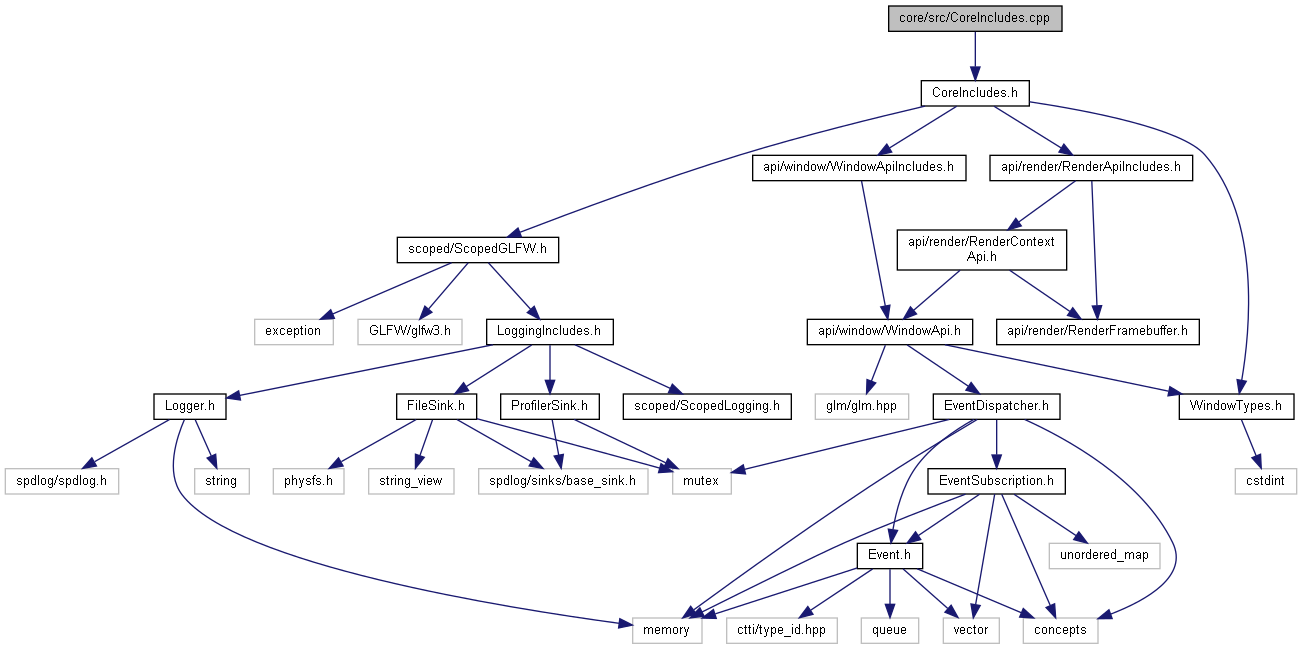 core/src/CoreIncludes.cpp
CoreIncludes.h
api/window/WindowApiIncludes.h
api/render/RenderApiIncludes.h
scoped/ScopedGLFW.h
api/render/RenderContext
Api.h
exception
GLFW/glfw3.h
LoggingIncludes.h
api/window/WindowApi.h
api/render/RenderFramebuffer.h
Logger.h
FileSink.h
ProfilerSink.h
scoped/ScopedLogging.h
glm/glm.hpp
EventDispatcher.h
WindowTypes.h
spdlog/spdlog.h
string
physfs.h
string_view
spdlog/sinks/base_sink.h
mutex
EventSubscription.h
cstdint
Event.h
unordered_map
memory
ctti/type_id.hpp
queue
vector
concepts